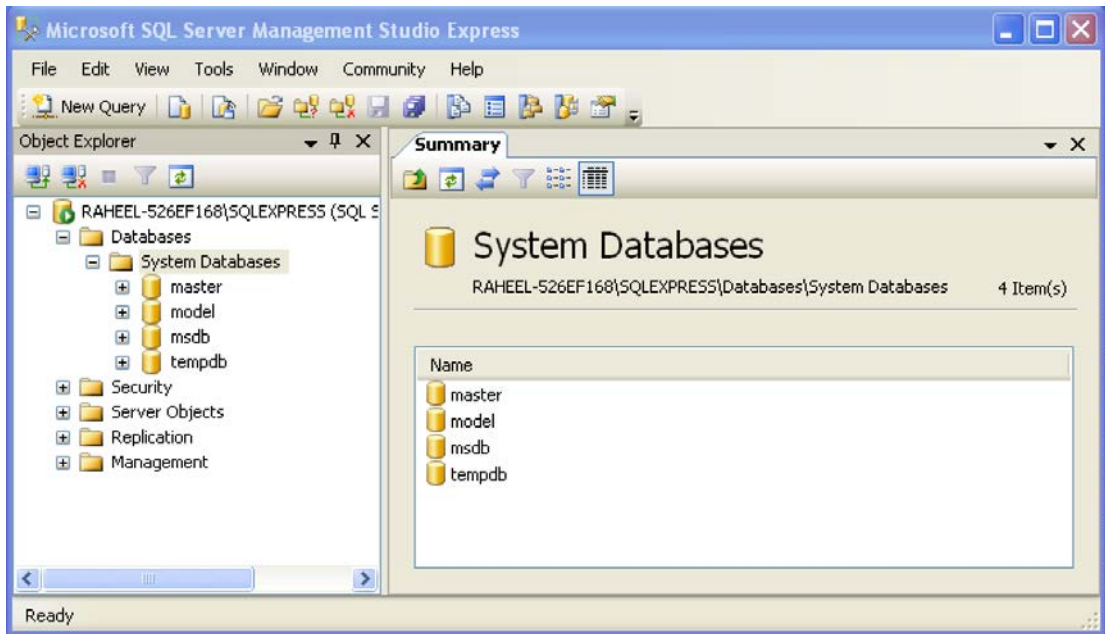 Microsoft SQL Server Management Studio Express
File Edit View Tools Window Community Help
New Query
Object Explorer
RAHEEL-526EF168\SQLEXPRESS (SQL S
Databases
System Databases
master
model
msdb
tempdb
Security
Server Objects
Replication
Management
Summary
System Databases
RAHEEL-526EF168\SQLEXPRESS\Databases\System Databases 4 Item(s)
Name
master
model
msdb
tempdb
Ready